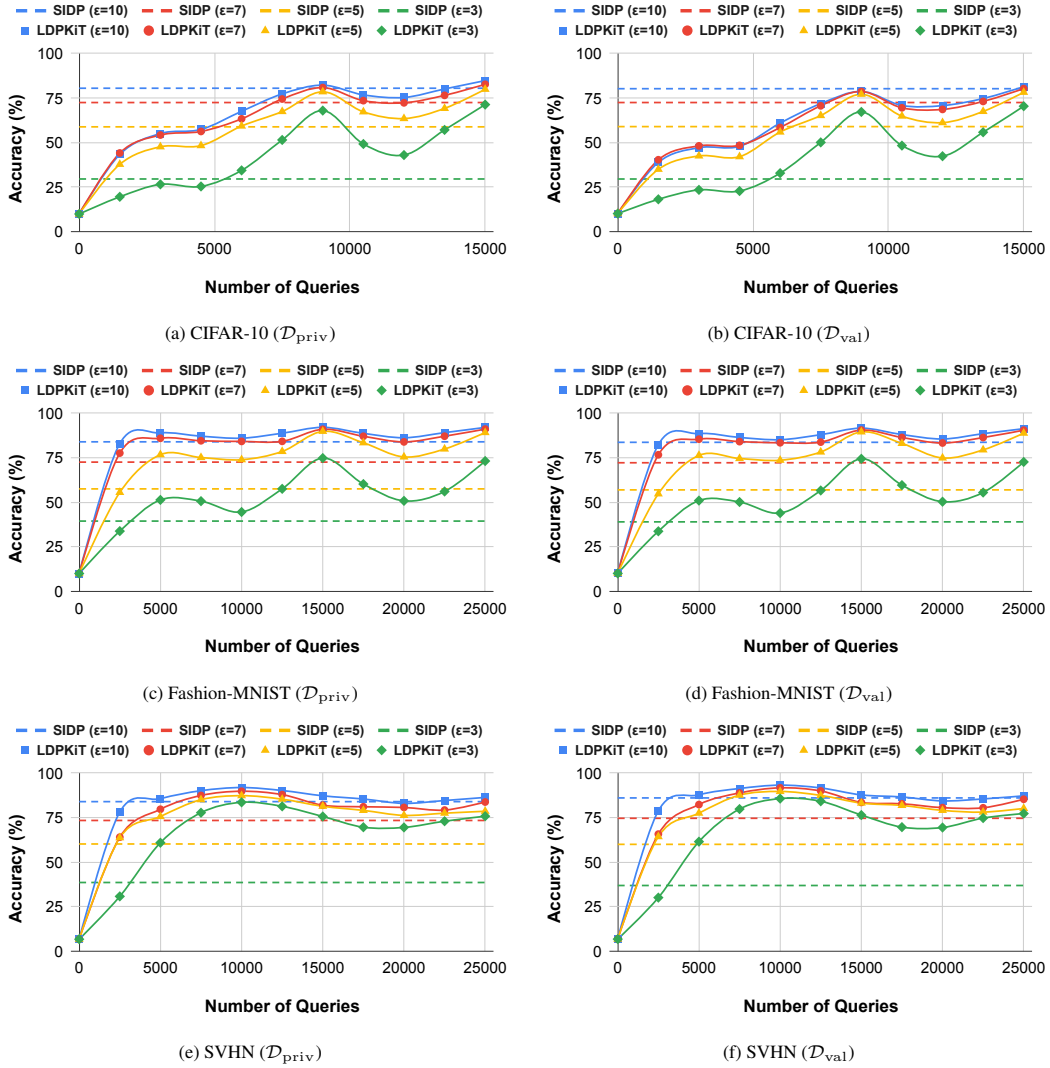 SIDP (ε=10) SIDP (ε=7) SIDP (ε=5) SIDP (ε=3) SIDP (ε=10) SIDP (ε=7) SIDP (ε=5) SIDP (ε=3)
LDPKiT (ε=10) LDPKiT (ε=7) LDPKiT (ε=5) LDPKiT (ε=3) LDPKiT (ε=10) LDPKiT (ε=7) LDPKiT (ε=5) LDPKiT (ε=3)
100 100
75 75
50 50
25 25
0 0
Accuracy (%) Accuracy (%)
0 5000 10000 15000 0 5000 10000 15000
Number of Queries Number of Queries
(a) CIFAR-10 (𝒟priv) (b) CIFAR-10 (𝒟val)
SIDP (ε=10) SIDP (ε=7) SIDP (ε=5) SIDP (ε=3) SIDP (ε=10) SIDP (ε=7) SIDP (ε=5) SIDP (ε=3)
LDPKiT (ε=10) LDPKiT (ε=7) LDPKiT (ε=5) LDPKiT (ε=3) LDPKiT (ε=10) LDPKiT (ε=7) LDPKiT (ε=5) LDPKiT (ε=3)
100 100
75 75
50 50
25 25
0 0
Accuracy (%) Accuracy (%)
0 5000 10000 15000 20000 25000 0 5000 10000 15000 20000 25000
Number of Queries Number of Queries
(c) Fashion-MNIST (𝒟priv) (d) Fashion-MNIST (𝒟val)
SIDP (ε=10) SIDP (ε=7) SIDP (ε=5) SIDP (ε=3) SIDP (ε=10) SIDP (ε=7) SIDP (ε=5) SIDP (ε=3)
LDPKiT (ε=10) LDPKiT (ε=7) LDPKiT (ε=5) LDPKiT (ε=3) LDPKiT (ε=10) LDPKiT (ε=7) LDPKiT (ε=5) LDPKiT (ε=3)
100 100
75 75
50 50
25 25
0 0
Accuracy (%) Accuracy (%)
0 5000 10000 15000 20000 25000 0 5000 10000 15000 20000 25000
Number of Queries Number of Queries
(e) SVHN (𝒟priv) (f) SVHN (𝒟val)